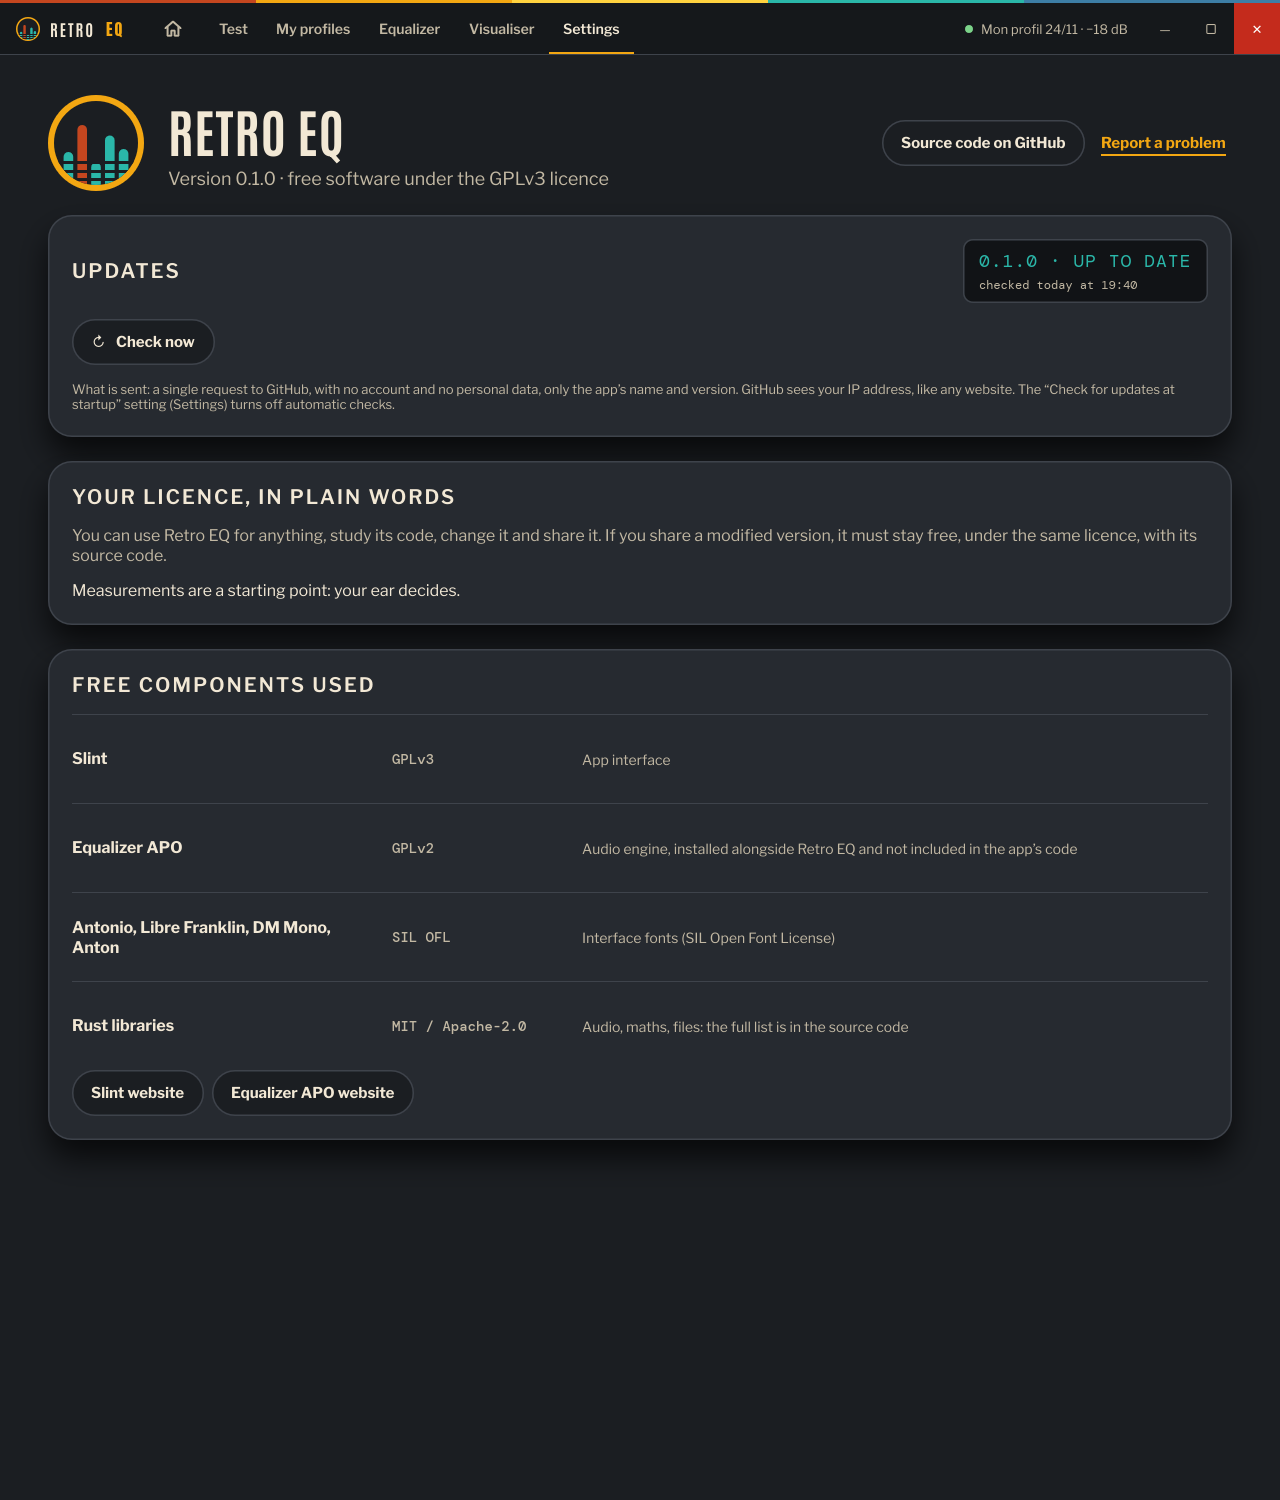 RETRO EQ
Test
My profiles
Equalizer
Visualiser
Settings
Mon profil 24/11 · −18 dB
RETRO EQ
Version 0.1.0 · free software under the GPLv3 licence
Source code on GitHub
Report a problem
UPDATES
0.1.0 · UP TO DATE
checked today at 19:40
Check now
What is sent: a single request to GitHub, with no account and no personal data, only the app’s name and version. GitHub sees your IP address, like any website. The “Check for updates at
startup” setting (Settings) turns off automatic checks.
YOUR LICENCE, IN PLAIN WORDS
You can use Retro EQ for anything, study its code, change it and share it. If you share a modified version, it must stay free, under the same licence, with its
source code.
Measurements are a starting point: your ear decides.
FREE COMPONENTS USED
Slint
GPLv3
App interface
Equalizer APO
GPLv2
Audio engine, installed alongside Retro EQ and not included in the app’s code
Antonio, Libre Franklin, DM Mono,
Anton
SIL OFL
Interface fonts (SIL Open Font License)
Rust libraries
MIT / Apache-2.0
Audio, maths, files: the full list is in the source code
Slint website
Equalizer APO website